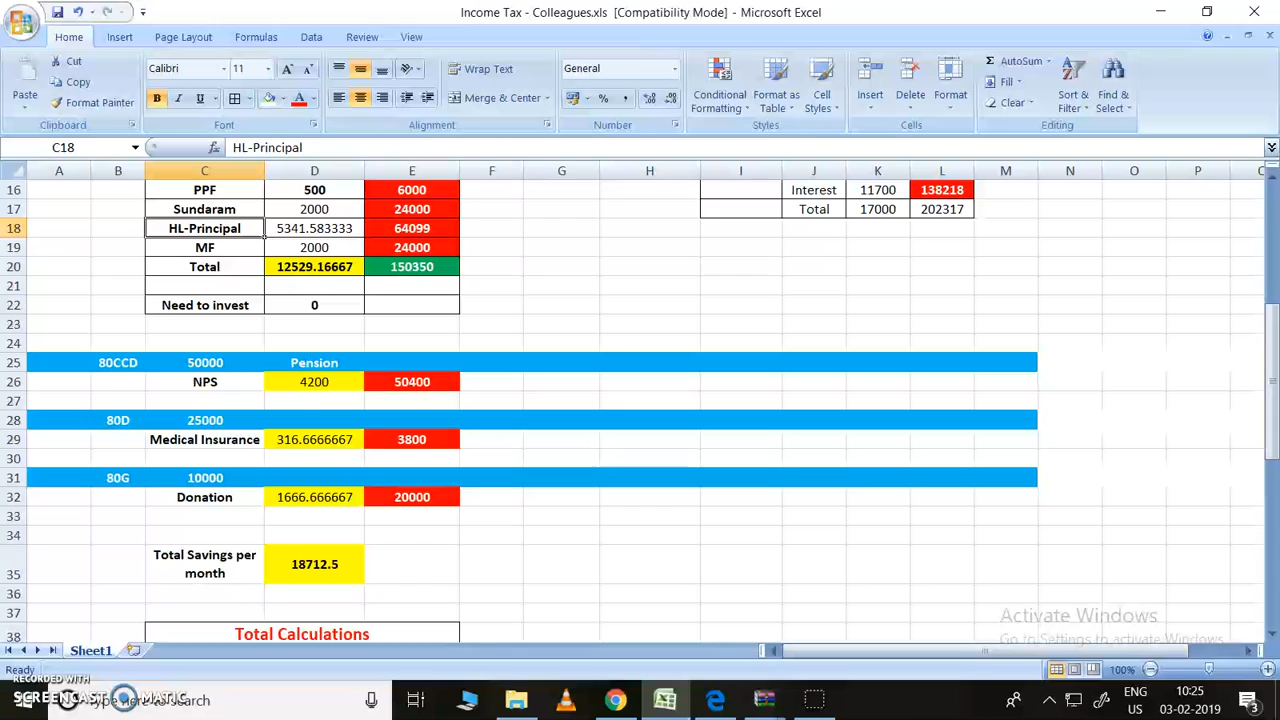 Income Tax - Colleagues.xls [Compatibility Mode] - Microsoft Excel
Home Insert Page Layout Formulas Data Review View
Paste Cut Copy Format Painter Clipboard
Calibri 11 Font
Wrap Text Merge & Center Alignment
General Number
Conditional Formatting Format as Table Cell Styles Styles
Insert Delete Format Cells
AutoSum Fill Clear Sort & Filter Find & Select Editing
C18 fx HL-Principal
A B C D E F G H I J K L M N O P
16 PPF 500 6000 Interest 11700 138218
17 Sundaram 2000 24000 Total 17000 202317
18 HL-Principal 5341.583333 64099
19 MF 2000 24000
20 Total 12529.16667 150350
21
22 Need to invest 0
23
24
25 80CCD 50000 Pension
26 NPS 4200 50400
27
28 80D 25000
29 Medical Insurance 316.6666667 3800
30
31 80G 10000
32 Donation 1666.666667 20000
33
34
35 Total Savings per month 18712.5
36
37
38 Total Calculations
Activate Windows
Go to Settings to activate Windows.
Sheet1
Ready 100%
RECORDED WITH
SCREENCAST MATIC
Type here to search
ENG 10:25
US 03-02-2019
3